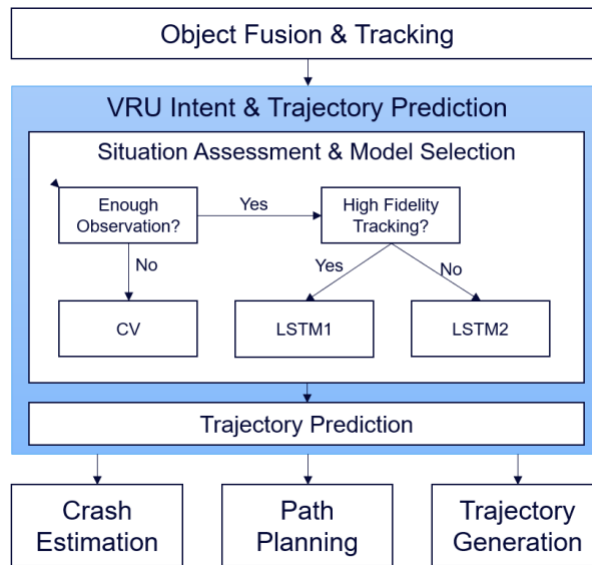 Object Fusion & Tracking
VRU Intent & Trajectory Prediction
Situation Assessment & Model Selection
Enough
Observation?
Yes
High Fidelity
Tracking?
No
Yes
No
CV
LSTM1
LSTM2
Trajectory Prediction
Crash
Estimation
Path
Planning
Trajectory
Generation